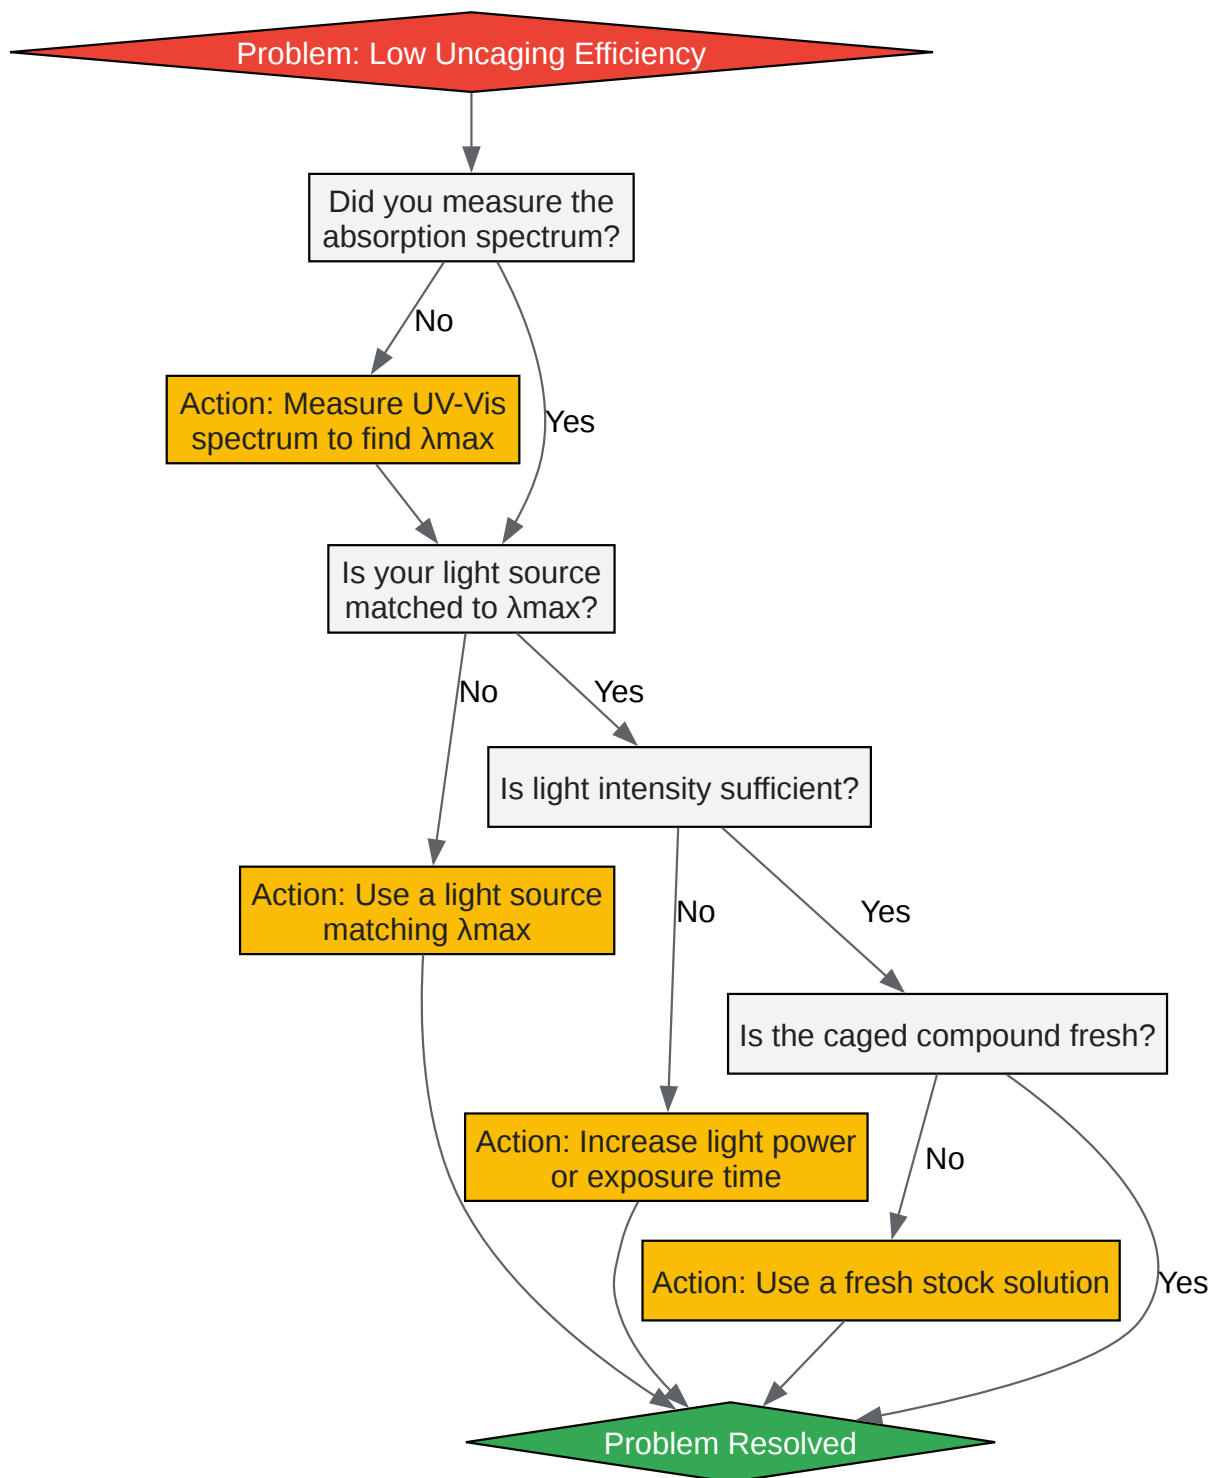 Problem: Low Uncaging Efficiency
Did you measure the
absorption spectrum?
No
Action: Measure UV-Vis
spectrum to find λmax
Yes
Is your light source
matched to λmax?
No
Yes
Is light intensity sufficient?
Action: Use a light source
matching λmax
No
Yes
Is the caged compound fresh?
Action: Increase light power
or exposure time
No
Action: Use a fresh stock solution
Yes
Problem Resolved